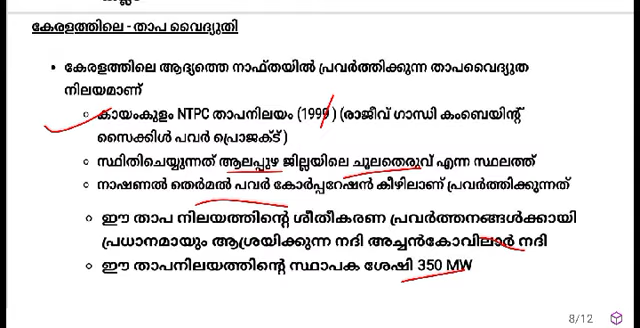 കേരളത്തിലെ - താപ വൈദ്യുതി
• കേരളത്തിലെ ആദ്യത്തെ നാഫ്തയിൽ പ്രവർത്തിക്കുന്ന താപവൈദ്യുത
നിലയമാണ്
○ കായംകുളം NTPC താപനിലയം (1999 ) (രാജീവ് ഗാന്ധി കംബൈയിന്റ്
സൈക്കിൾ പവർ പ്രൊജക്ട് )
○ സ്ഥിതിചെയ്യുന്നത് ആലപ്പുഴ ജില്ലയിലെ ചൂലതെരുവ് എന്ന സ്ഥലത്ത്
○ നാഷണൽ തെർമൽ പവർ കോർപ്പറേഷൻ കീഴിലാണ് പ്രവർത്തിക്കുന്നത്
○ ഈ താപ നിലയത്തിന്റെ ശീതീകരണ പ്രവർത്തനങ്ങൾക്കായി
പ്രധാനമായും ആശ്രയിക്കുന്ന നദി അച്ചൻകോവിലാർ നദി
○ ഈ താപനിലയത്തിന്റെ സ്ഥാപക ശേഷി 350 MW
8/12